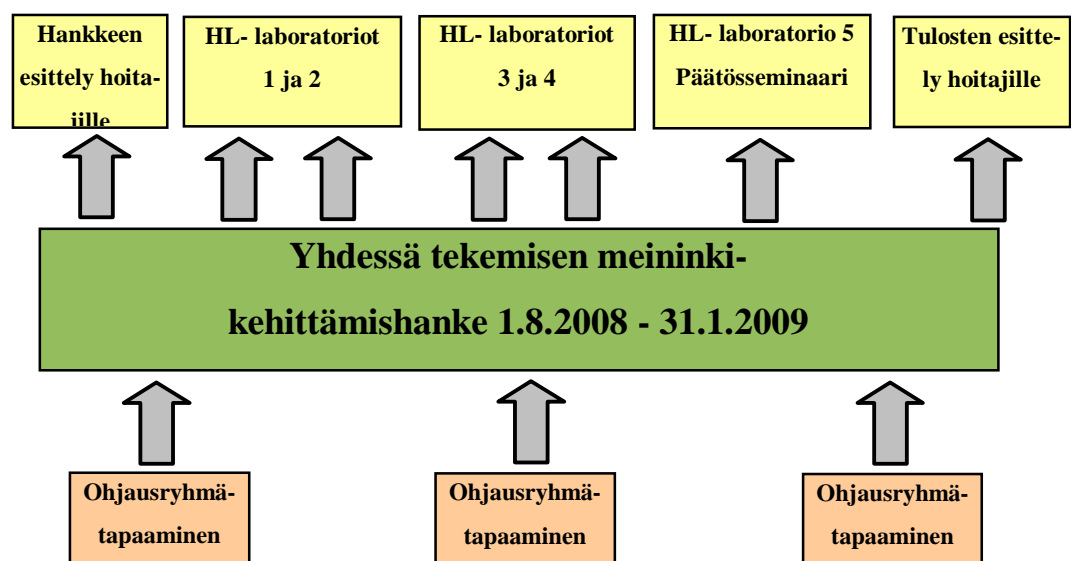 Hankkeen
esittely hoita-
jille
HL- laboratoriot
1 ja 2
HL- laboratoriot
3 ja 4
HL- laboratorio 5
Päätösseminaari
Tulosten esitte-
ly hoitajille
Yhdessä tekemisen meininki-
kehittämishanke 1.8.2008 - 31.1.2009
Ohjausryhmä-
tapaaminen
Ohjausryhmä-
tapaaminen
Ohjausryhmä-
tapaaminen